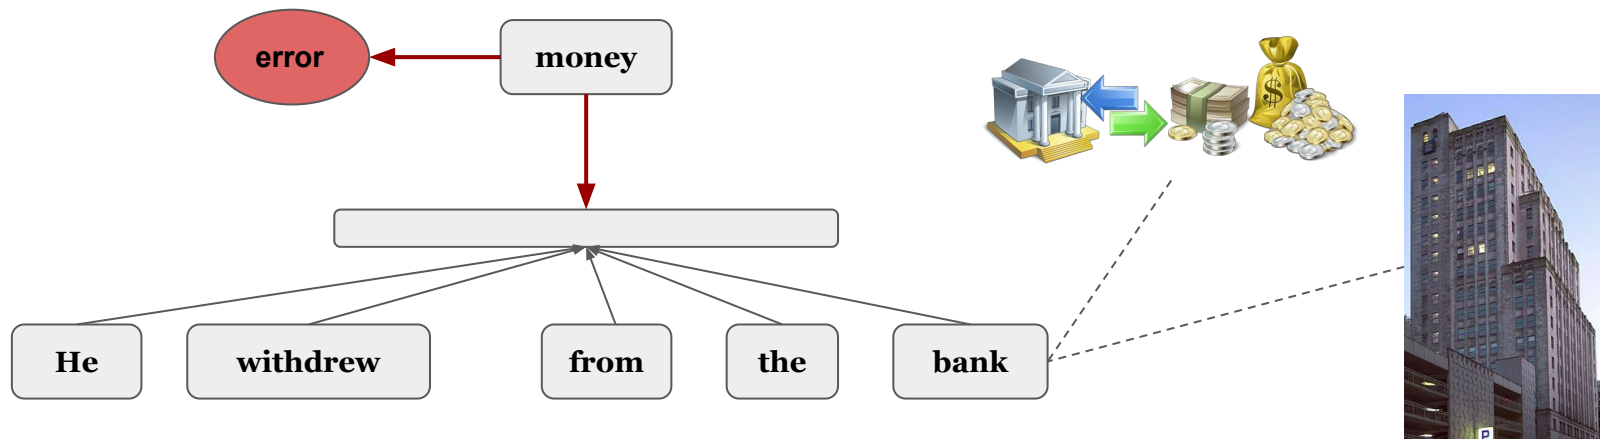 error
money
$
He
withdrew
from
the
bank
P